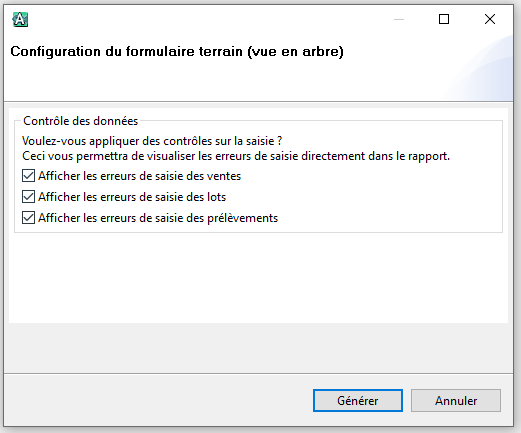 Configuration du formulaire terrain (vue en arbre)
Contrôle des données
Voulez-vous appliquer des contrôles sur la saisie ?
Ceci vous permettra de visualiser les erreurs de saisie directement dans le rapport.
Afficher les erreurs de saisie des ventes
Afficher les erreurs de saisie des lots
Afficher les erreurs de saisie des prélèvements
Générer
Annuler